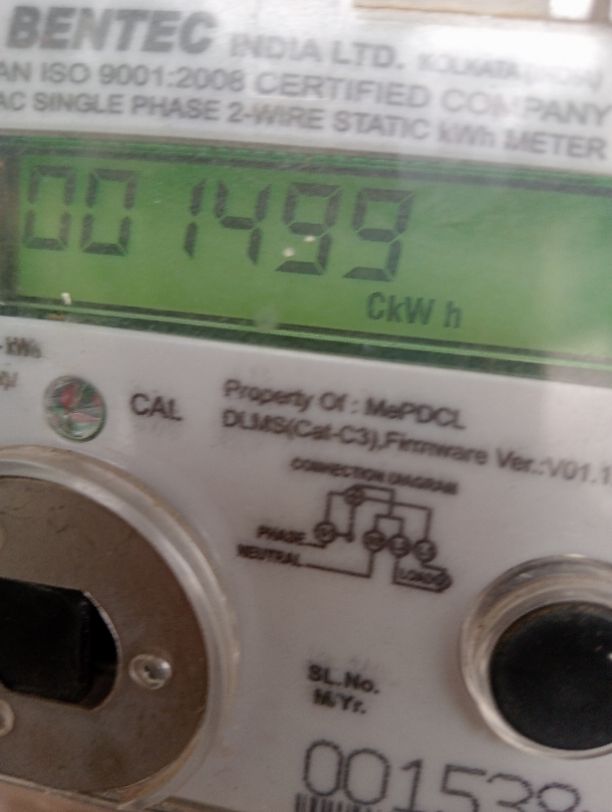 BENTEC INDIA LTD. KOLKATA (INDIA)
AN ISO 9001:2008 CERTIFIED COMPANY
AC SINGLE PHASE 2-WIRE STATIC kWh METER
001499
CkW h
CAL
Property Of : MePDCL
DLMS(Cat-C3),Firmware Ver.:V01.1
CONNECTION DIAGRAM
PHASE
NEUTRAL
LOAD
SL.No.
M/Yr.